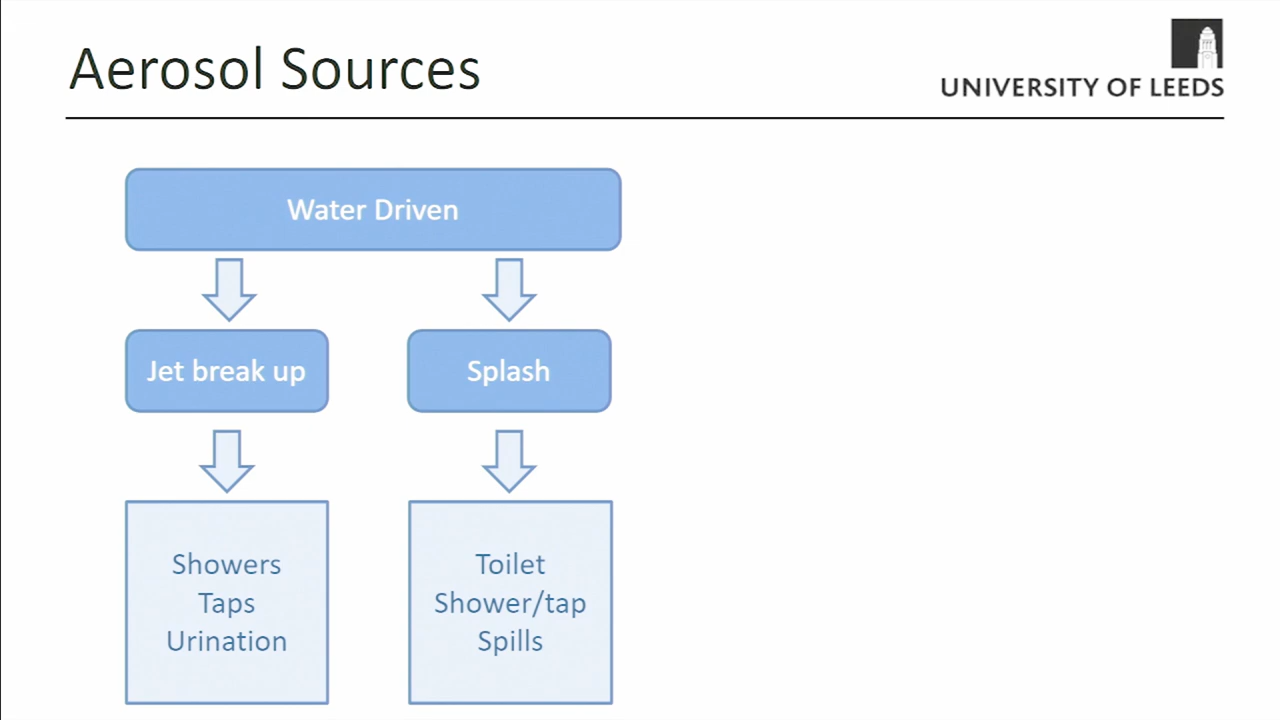 Aerosol Sources
UNIVERSITY OF LEEDS
Water Driven
Jet break up
Splash
Showers
Taps
Urination
Toilet
Shower/tap
Spills